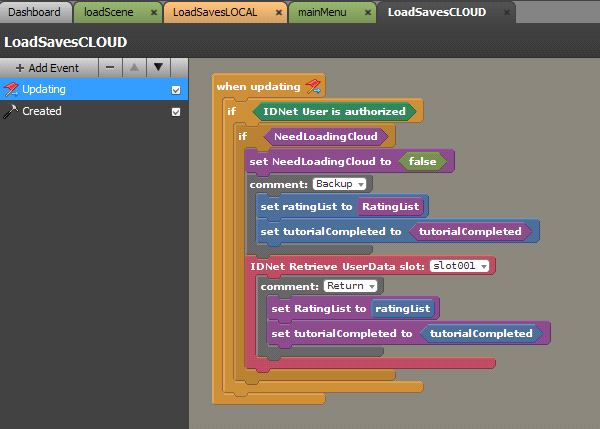 Dashboard loadScene × LoadSavesLOCAL × mainMenu × LoadSavesCLOUD ×
LoadSavesCLOUD
+ Add Event − ▲ ▼
Updating
Created
when updating
if IDNet User is authorized
if NeedLoadingCloud
set NeedLoadingCloud to false
comment: Backup
set ratingList to RatingList
set tutorialCompleted to tutorialCompleted
IDNet Retrieve UserData slot: slot001
comment: Return
set RatingList to ratingList
set tutorialCompleted to tutorialCompleted